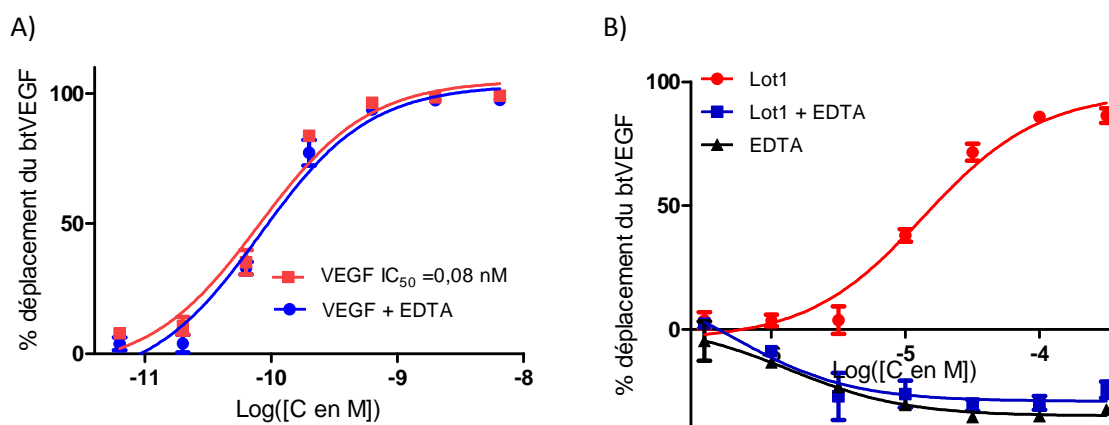 A)
% déplacement du btVEGF
100
50
0
VEGF IC50 =0,08 nM
VEGF + EDTA
-11 -10 -9 -8
Log([C en M])
B)
% déplacement du btVEGF
Lot1
Lot1 + EDTA
EDTA
100
50
0
-5 -4
Log([C en M])